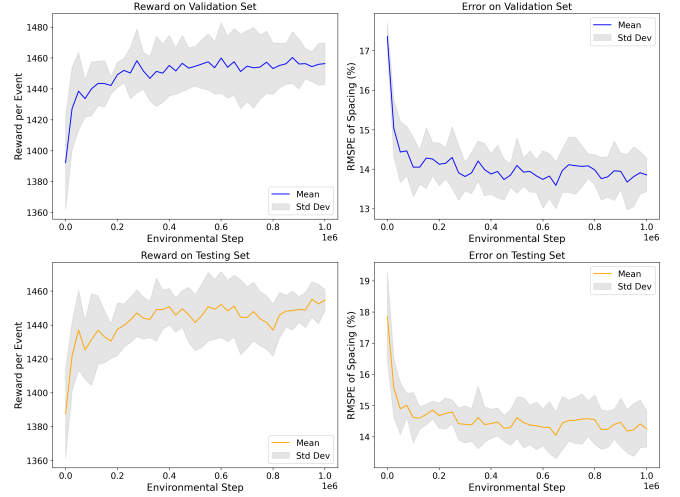 Reward on Validation Set
Reward per Event
1480
1460
1440
1420
1400
1380
1360
Mean
Std Dev
0.0 0.2 0.4 0.6 0.8 1.0
1e6
Environmental Step
Error on Validation Set
RMSPE of Spacing (%)
17
16
15
14
13
Mean
Std Dev
0.0 0.2 0.4 0.6 0.8 1.0
1e6
Environmental Step
Reward on Testing Set
Reward per Event
1460
1440
1420
1400
1380
1360
Mean
Std Dev
0.0 0.2 0.4 0.6 0.8 1.0
1e6
Environmental Step
Error on Testing Set
RMSPE of Spacing (%)
19
18
17
16
15
14
Mean
Std Dev
0.0 0.2 0.4 0.6 0.8 1.0
1e6
Environmental Step